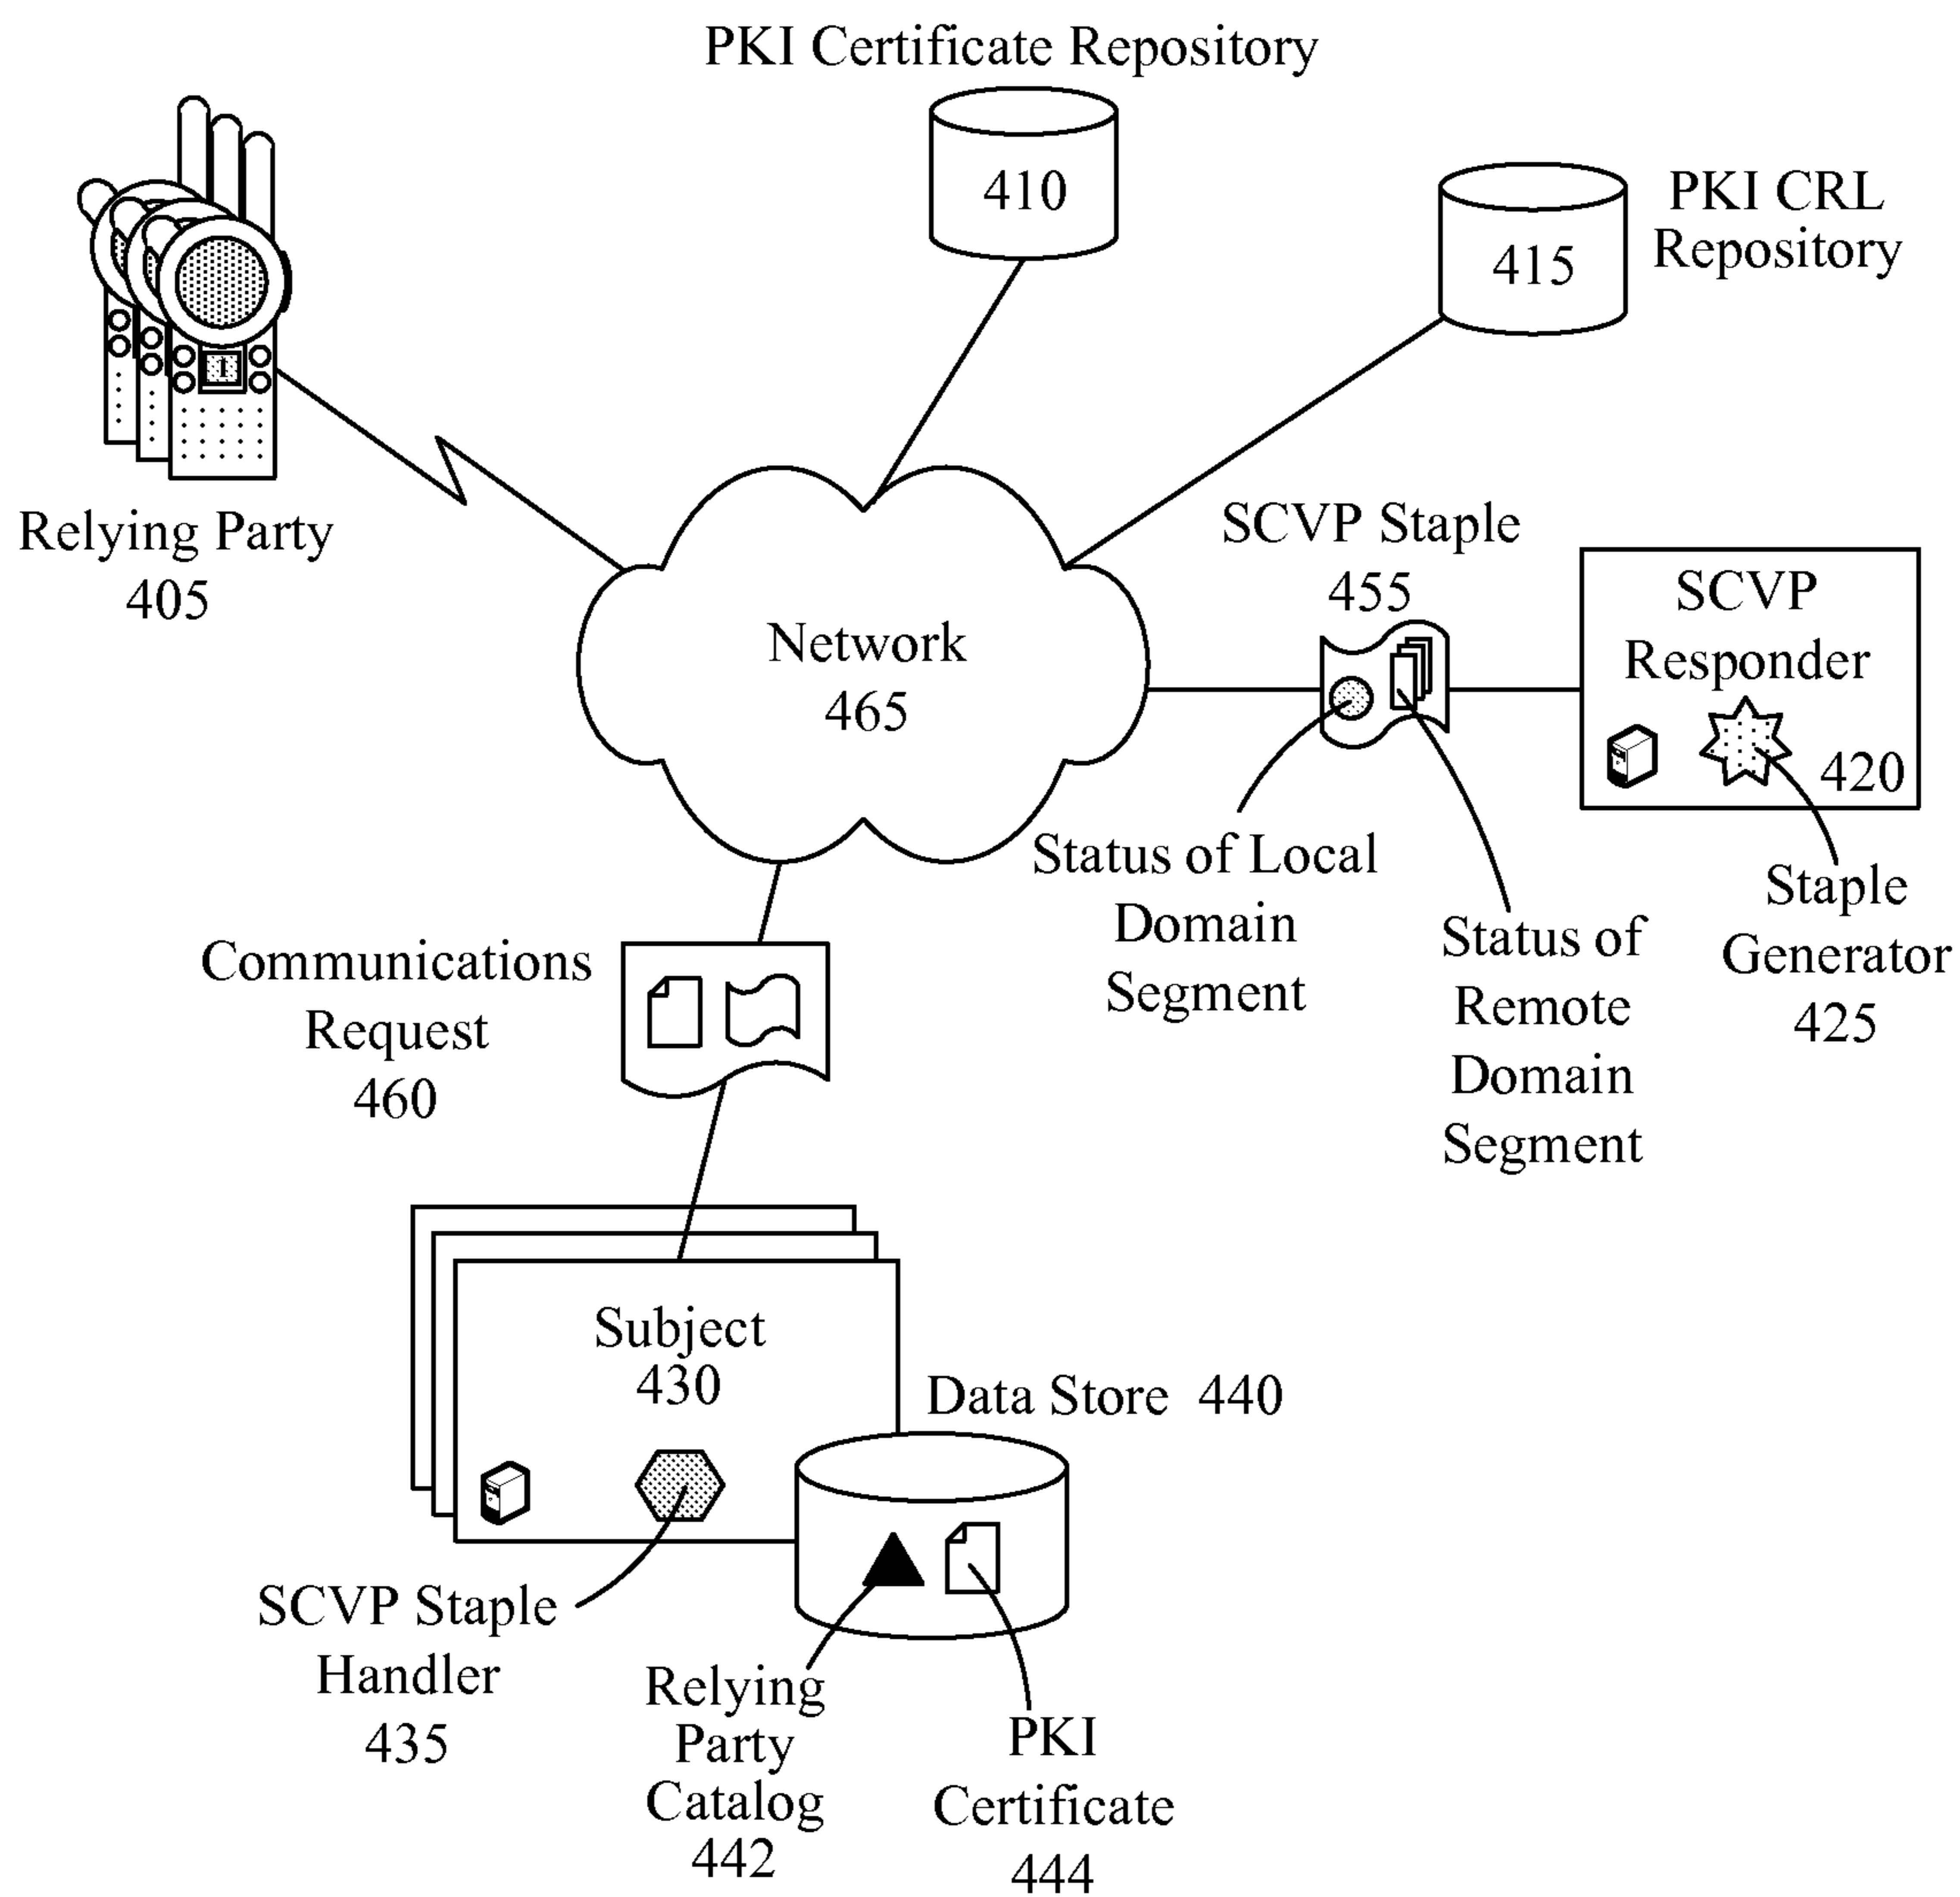 PKI Certificate Repository
410
PKI CRL
Repository
415
Relying Party
405
Network
465
SCVP Staple
455
SCVP
Responder
420
Status of Local
Domain
Segment
Status of
Remote
Domain
Segment
Staple
Generator
425
Communications
Request
460
Subject
430
Data Store 440
SCVP Staple
Handler
435
Relying
Party
Catalog
442
PKI
Certificate
444